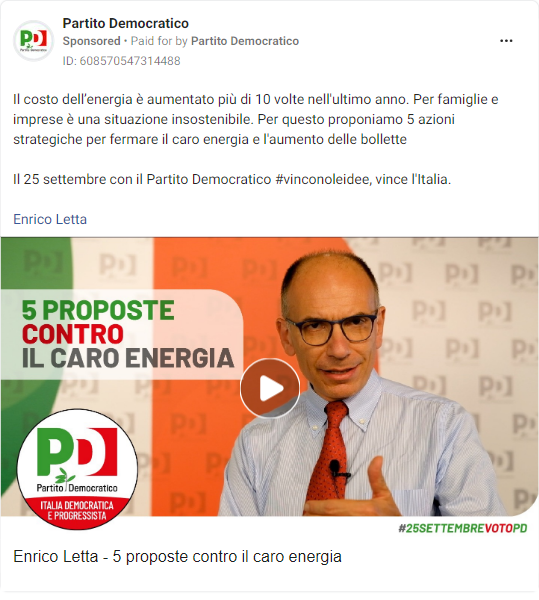 Partito Democratico
Sponsored • Paid for by Partito Democratico
ID: 608570547314488
Il costo dell'energia è aumentato più di 10 volte nell'ultimo anno. Per famiglie e
imprese è una situazione insostenibile. Per questo proponiamo 5 azioni
strategiche per fermare il caro energia e l'aumento delle bollette
Il 25 settembre con il Partito Democratico #vinconoleidee, vince l'Italia.
Enrico Letta
5 PROPOSTE
CONTRO
IL CARO ENERGIA
PD
Partito Democratico
ITALIA DEMOCRATICA
E PROGRESSISTA
#25SETTEMBREVOTOPD
Enrico Letta - 5 proposte contro il caro energia